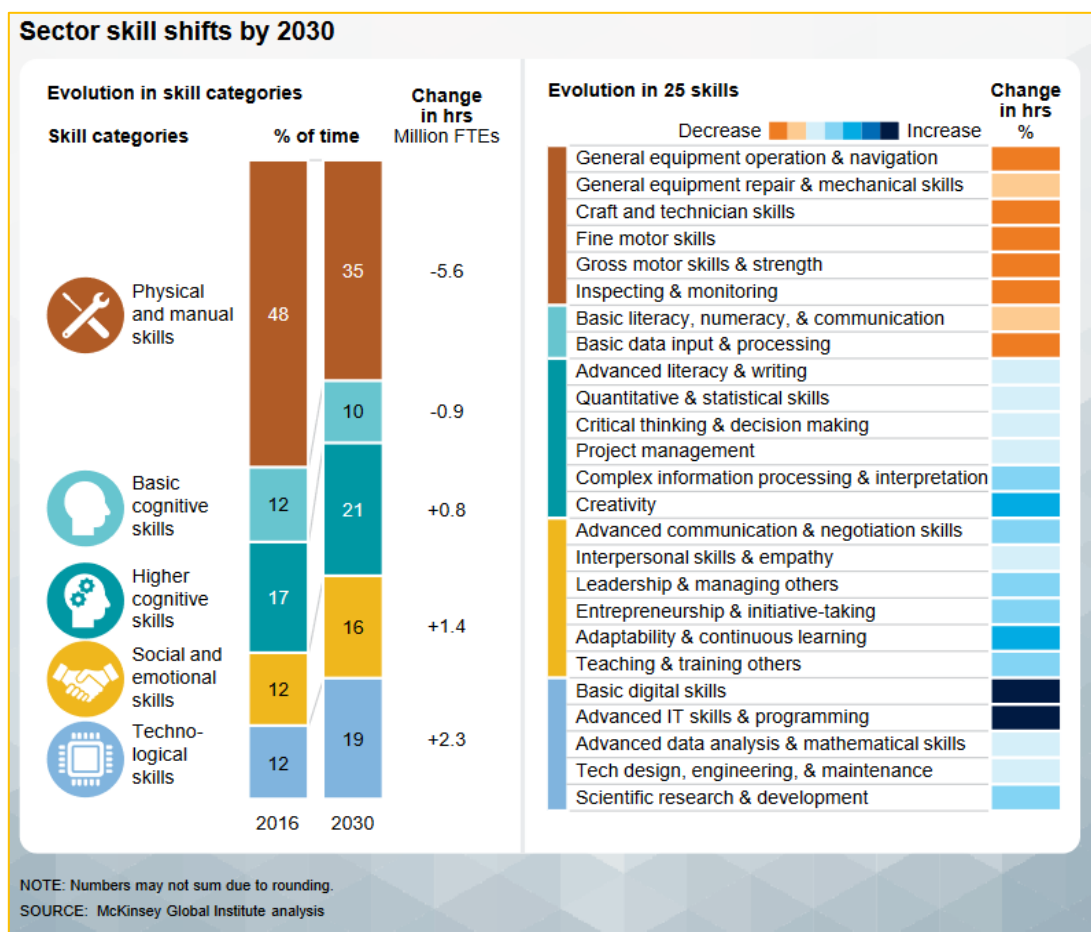 Sector skill shifts by 2030
Evolution in skill categories
Change
in hrs
Skill categories
% of time
Million FTEs
Physical
and manual
skills
48
35
-5.6
Basic
cognitive
skills
12
10
-0.9
Higher
cognitive
skills
17
21
+0.8
Social and
emotional
skills
12
16
+1.4
Techno-
logical
skills
12
19
+2.3
2016
2030
Evolution in 25 skills
Change
in hrs
%
Decrease
Increase
General equipment operation & navigation
General equipment repair & mechanical skills
Craft and technician skills
Fine motor skills
Gross motor skills & strength
Inspecting & monitoring
Basic literacy, numeracy, & communication
Basic data input & processing
Advanced literacy & writing
Quantitative & statistical skills
Critical thinking & decision making
Project management
Complex information processing & interpretation
Creativity
Advanced communication & negotiation skills
Interpersonal skills & empathy
Leadership & managing others
Entrepreneurship & initiative-taking
Adaptability & continuous learning
Teaching & training others
Basic digital skills
Advanced IT skills & programming
Advanced data analysis & mathematical skills
Tech design, engineering, & maintenance
Scientific research & development
NOTE: Numbers may not sum due to rounding.
SOURCE: McKinsey Global Institute analysis